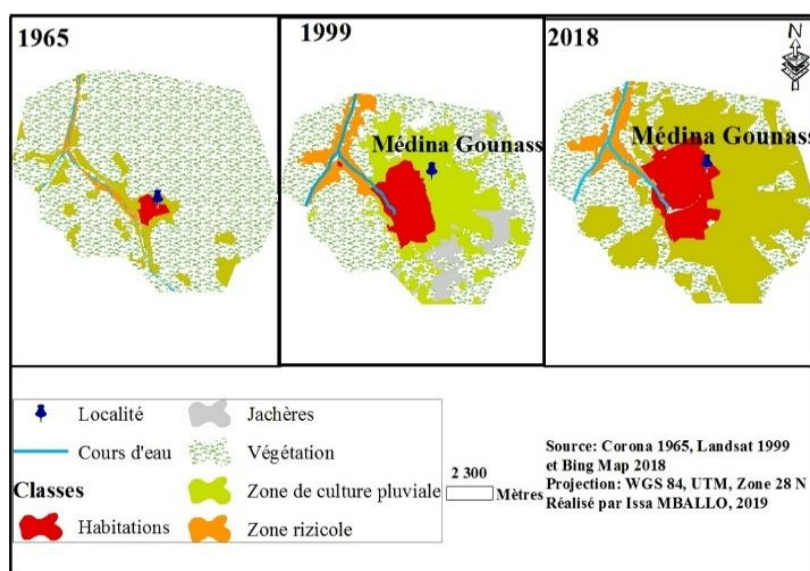 1965
1999
2018
N
Médina Gounass
Médina Gounass
Localité
Cours d'eau
Classes
Habitations
Jachères
Végétation
Zone de culture pluviale
Zone rizicole
2 300
Mètres
Source: Corona 1965, Landsat 1999
et Bing Map 2018
Projection: WGS 84, UTM, Zone 28 N
Réalisé par Issa MBALLO, 2019